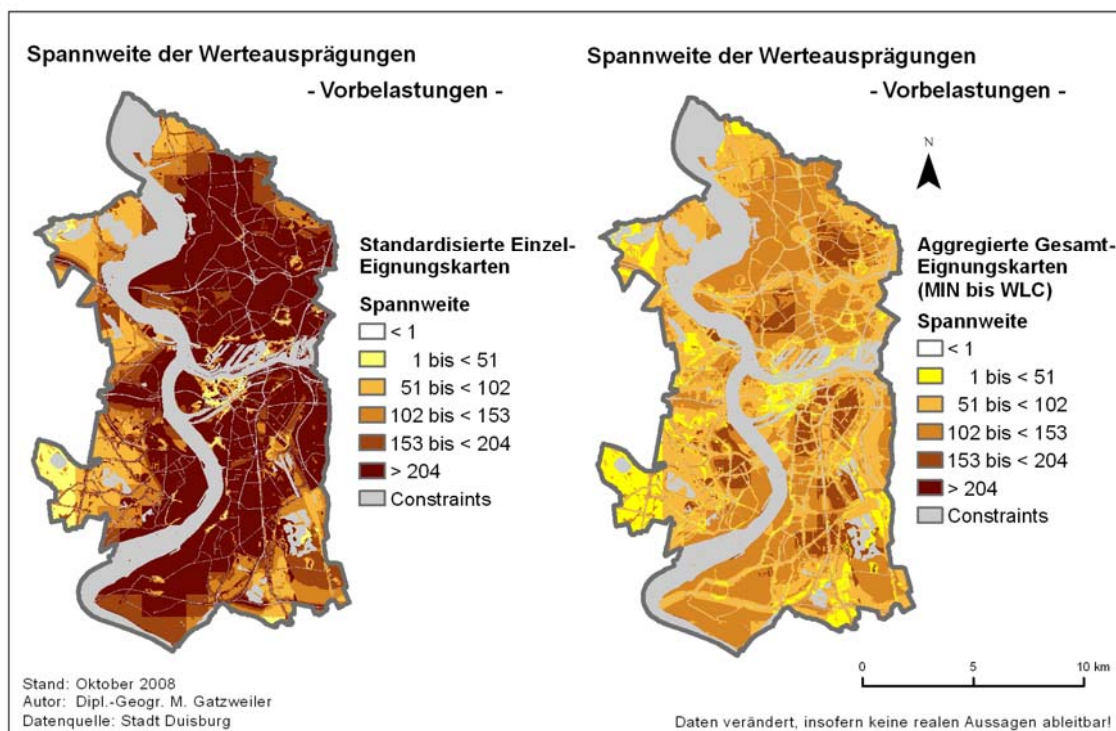 Spannweite der Werteausprägungen
- Vorbelastungen -
Standardisierte Einzel-
Eignungskarten
Spannweite
< 1
1 bis < 51
51 bis < 102
102 bis < 153
153 bis < 204
> 204
Constraints
Stand: Oktober 2008
Autor: Dipl.-Geogr. M. Gatzweiler
Datenquelle: Stadt Duisburg
Spannweite der Werteausprägungen
- Vorbelastungen -
N
Aggregierte Gesamt-
Eignungskarten
(MIN bis WLC)
Spannweite
< 1
1 bis < 51
51 bis < 102
102 bis < 153
153 bis < 204
> 204
Constraints
0 5 10 km
Daten verändert, insofern keine realen Aussagen ableitbar!